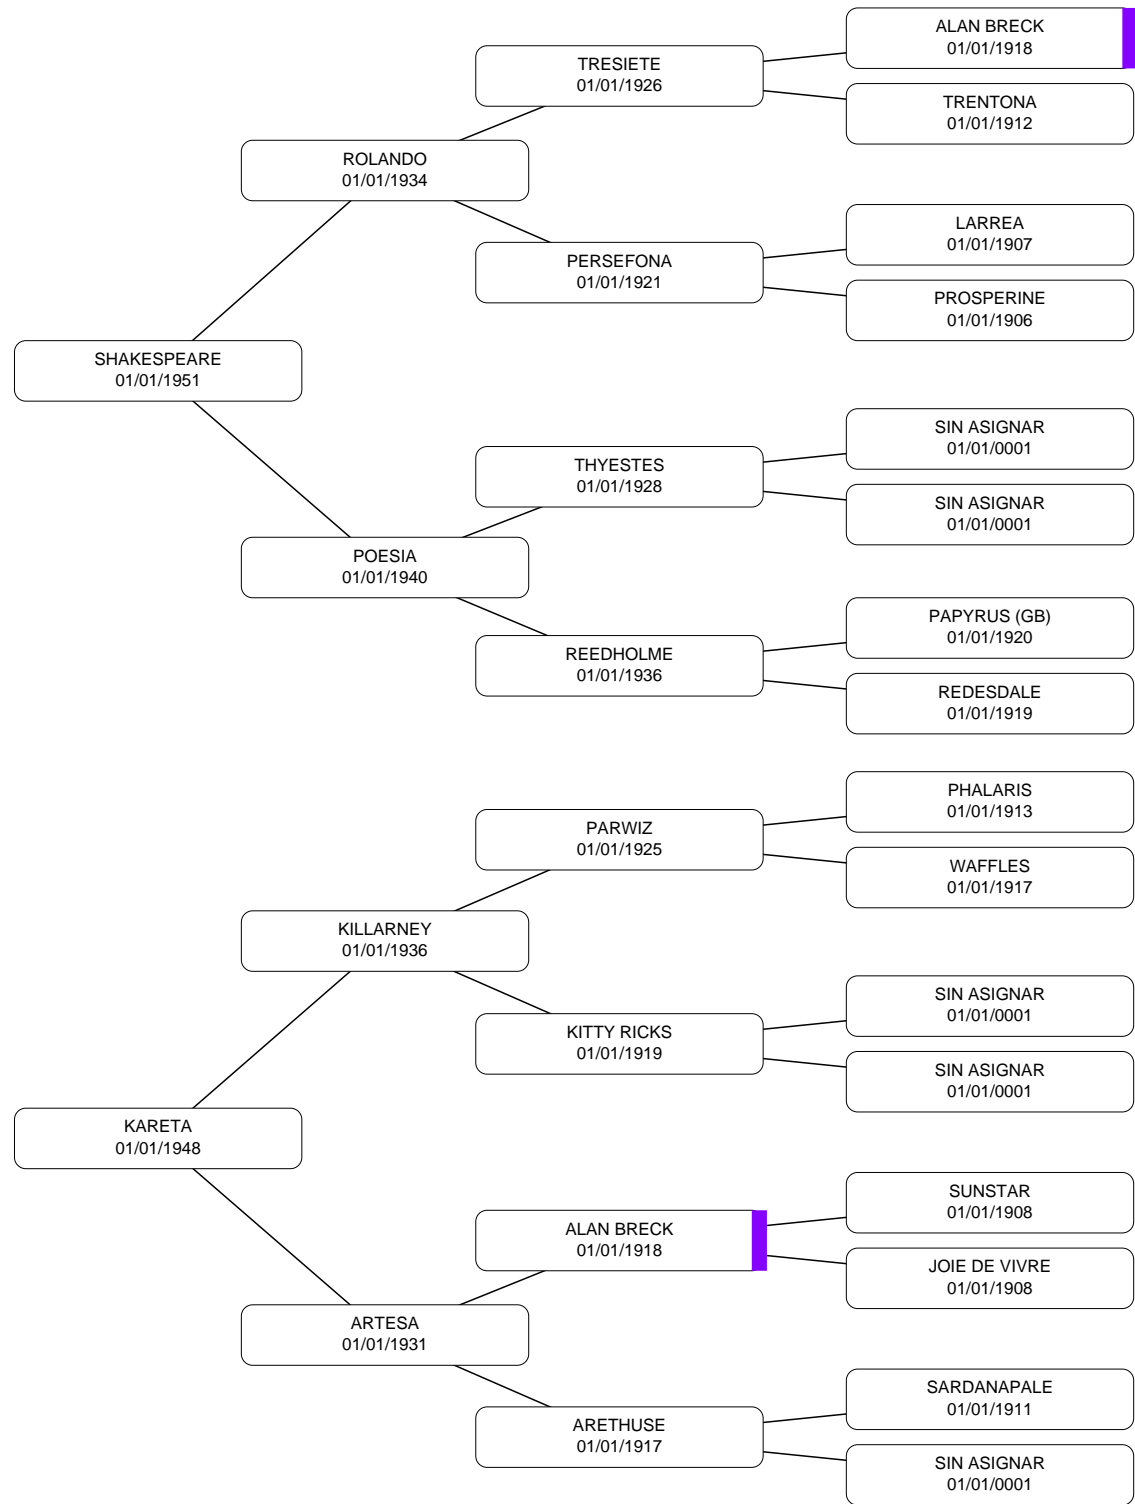 ALAN BRECK
01/01/1918
TRESIETE
01/01/1926
TRENTONA
01/01/1912
ROLANDO
01/01/1934
LARREA
01/01/1907
PERSEFONA
01/01/1921
PROSPERINE
01/01/1906
SHAKESPEARE
01/01/1951
SIN ASIGNAR
01/01/0001
THYESTES
01/01/1928
SIN ASIGNAR
01/01/0001
POESIA
01/01/1940
PAPYRUS (GB)
01/01/1920
REEDHOLME
01/01/1936
REDESDALE
01/01/1919
PHALARIS
01/01/1913
PARWIZ
01/01/1925
WAFFLES
01/01/1917
KILLARNEY
01/01/1936
SIN ASIGNAR
01/01/0001
KITTY RICKS
01/01/1919
SIN ASIGNAR
01/01/0001
KARETA
01/01/1948
SUNSTAR
01/01/1908
ALAN BRECK
01/01/1918
JOIE DE VIVRE
01/01/1908
ARTESA
01/01/1931
SARDANAPALE
01/01/1911
ARETHUSE
01/01/1917
SIN ASIGNAR
01/01/0001